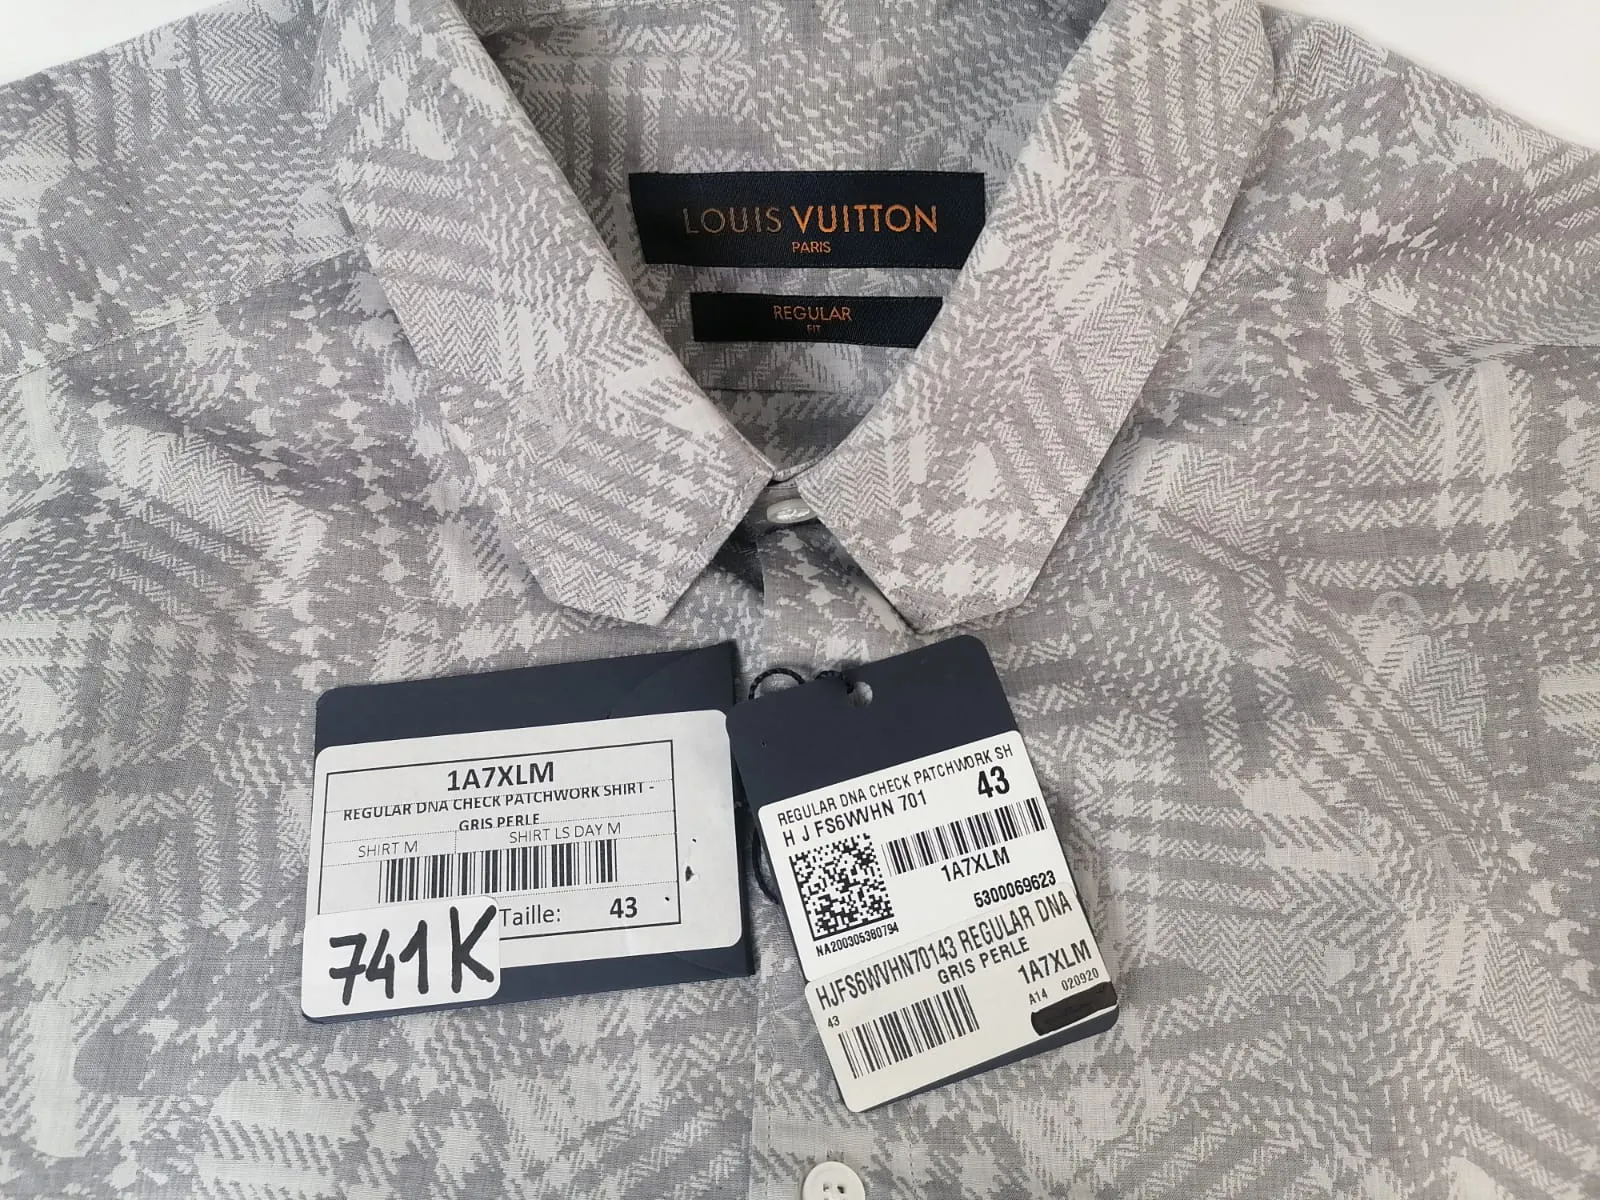 LOUIS VUITTON
PARIS
REGULAR
FIT
1A7XLM
REGULAR DNA CHECK PATCHWORK SHIRT -
GRIS PERLE
SHIRT M SHIRT LS DAY M
Taille: 43
741K
REGULAR DNA CHECK PATCHWORK SH
H J FS6WVHN 701 43
1A7XLM
5300069623
NA200305380794
HJFS6WVHN70143 REGULAR DNA
GRIS PERLE
1A7XLM
43
A14 020920